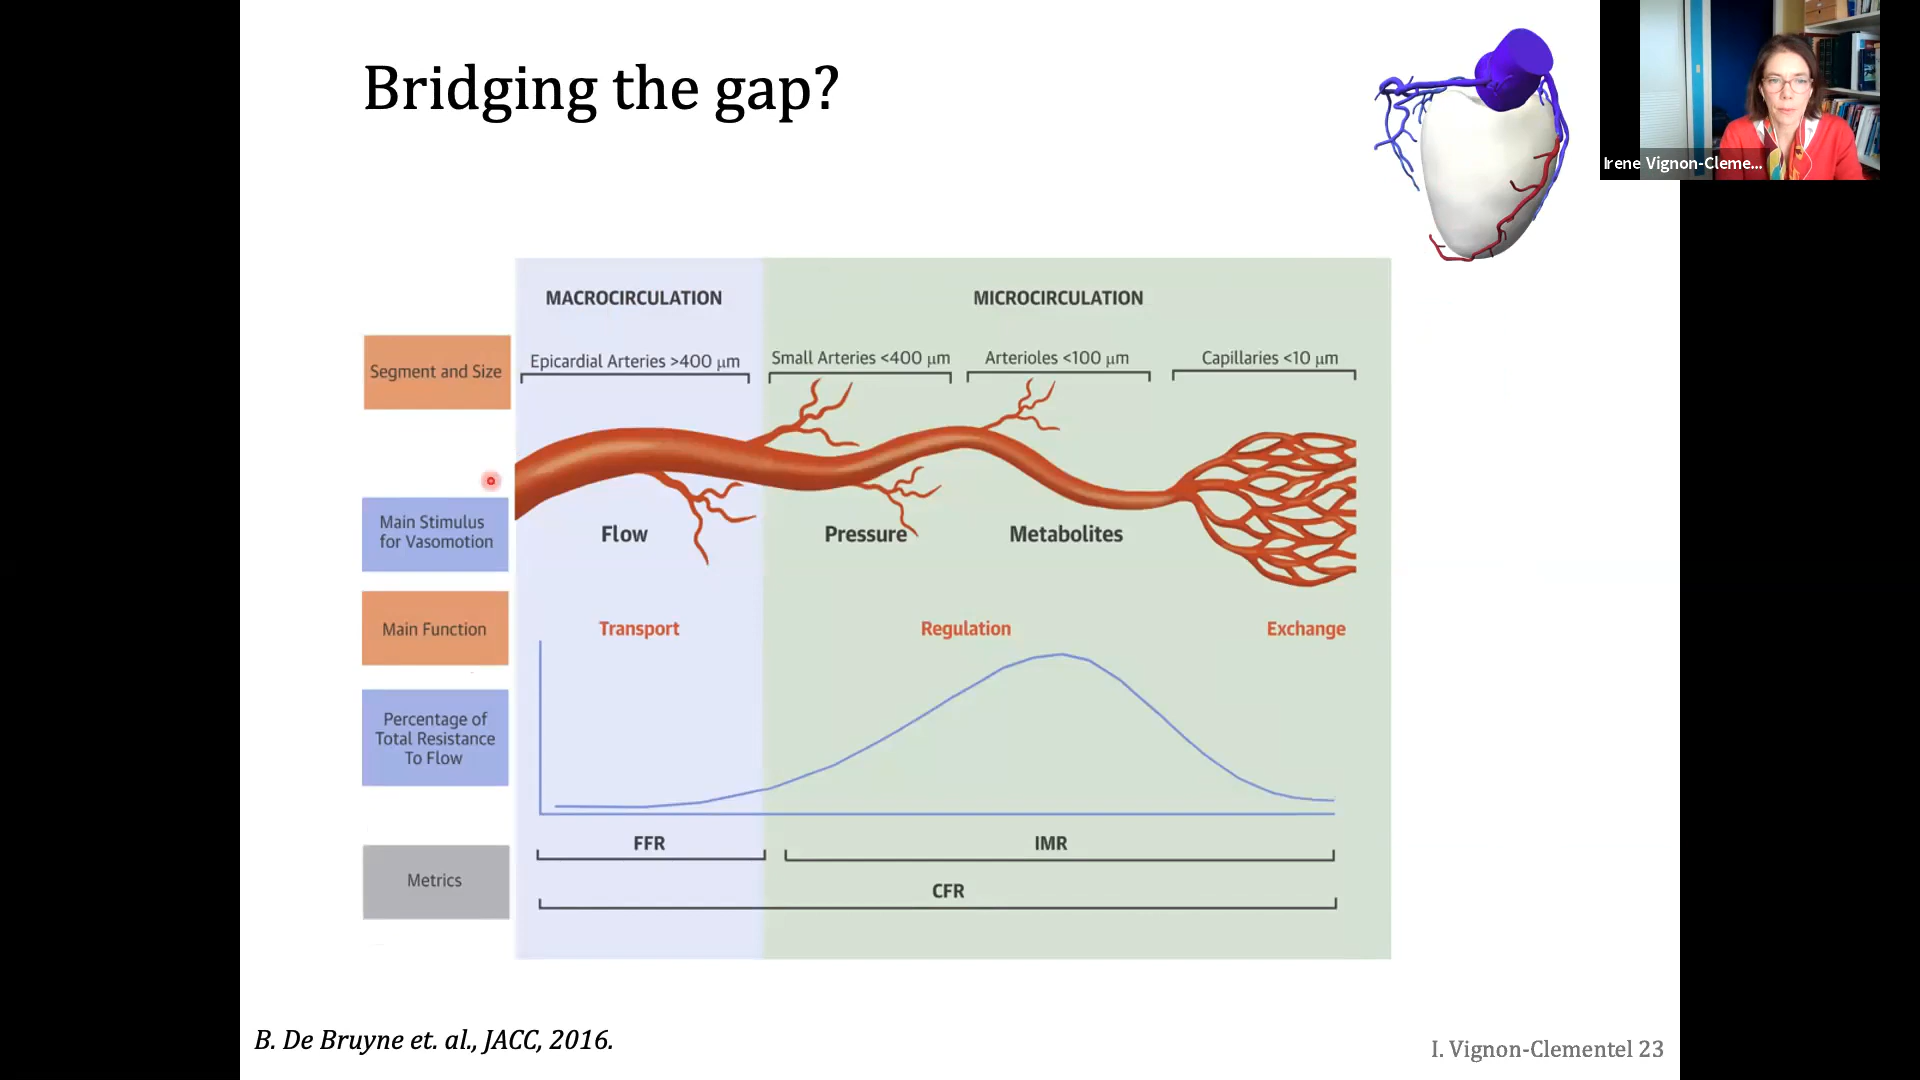 Bridging the gap?
Irene Vignon-Cleme...
MACROCIRCULATION
MICROCIRCULATION
Segment and Size
Epicardial Arteries >400 μm
Small Arteries <400 μm
Arterioles <100 μm
Capillaries <10 μm
Main Stimulus
for Vasomotion
Flow
Pressure
Metabolites
Main Function
Transport
Regulation
Exchange
Percentage of
Total Resistance
To Flow
Metrics
FFR
IMR
CFR
B. De Bruyne et. al., JACC, 2016.
I. Vignon-Clementel 23